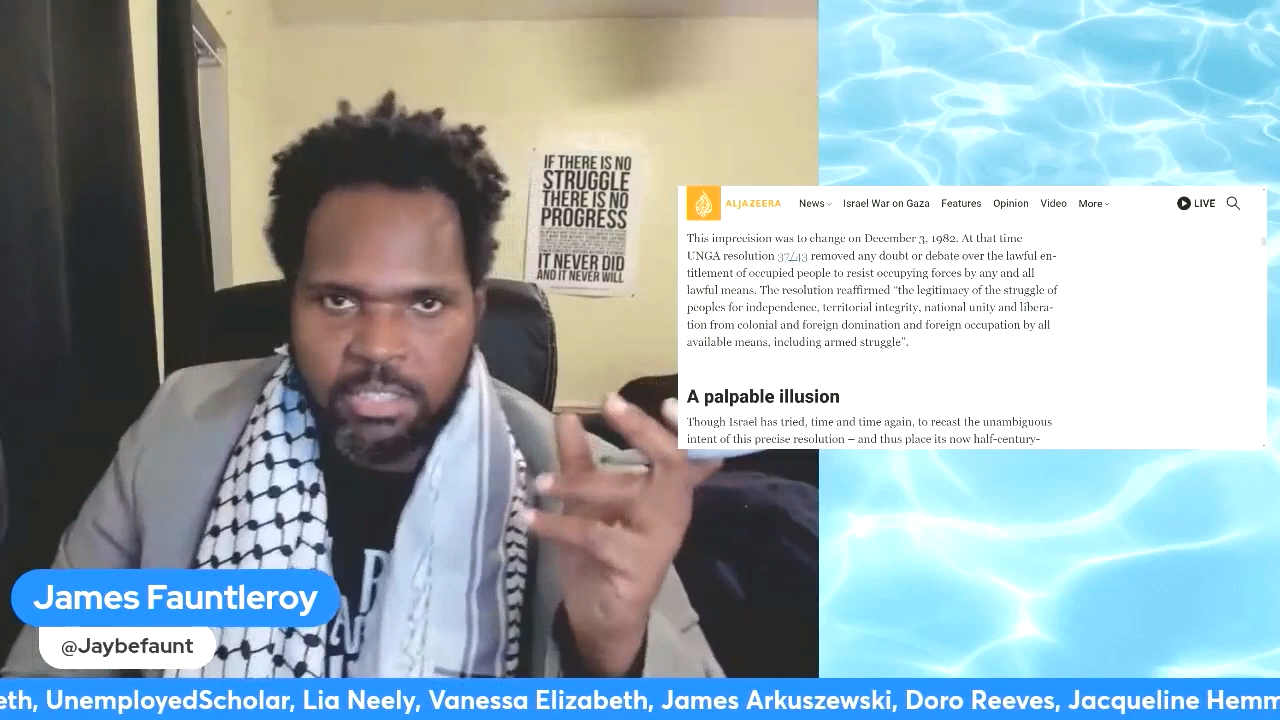 IF THERE IS NO
STRUGGLE
THERE IS NO
PROGRESS
IT NEVER DID
AND IT NEVER WILL
ALJAZEERA
News
Israel War on Gaza
Features
Opinion
Video
More
LIVE
This imprecision was to change on December 3, 1982. At that time
UNGA resolution 37/43 removed any doubt or debate over the lawful en-
titlement of occupied people to resist occupying forces by any and all
lawful means. The resolution reaffirmed "the legitimacy of the struggle of
peoples for independence, territorial integrity, national unity and libera-
tion from colonial and foreign domination and foreign occupation by all
available means, including armed struggle".
A palpable illusion
Though Israel has tried, time and time again, to recast the unambiguous
intent of this precise resolution – and thus place its now half-century-
James Fauntleroy
@Jaybefaunt
eth, UnemployedScholar, Lia Neely, Vanessa Elizabeth, James Arkuszewski, Doro Reeves, Jacqueline Hemm